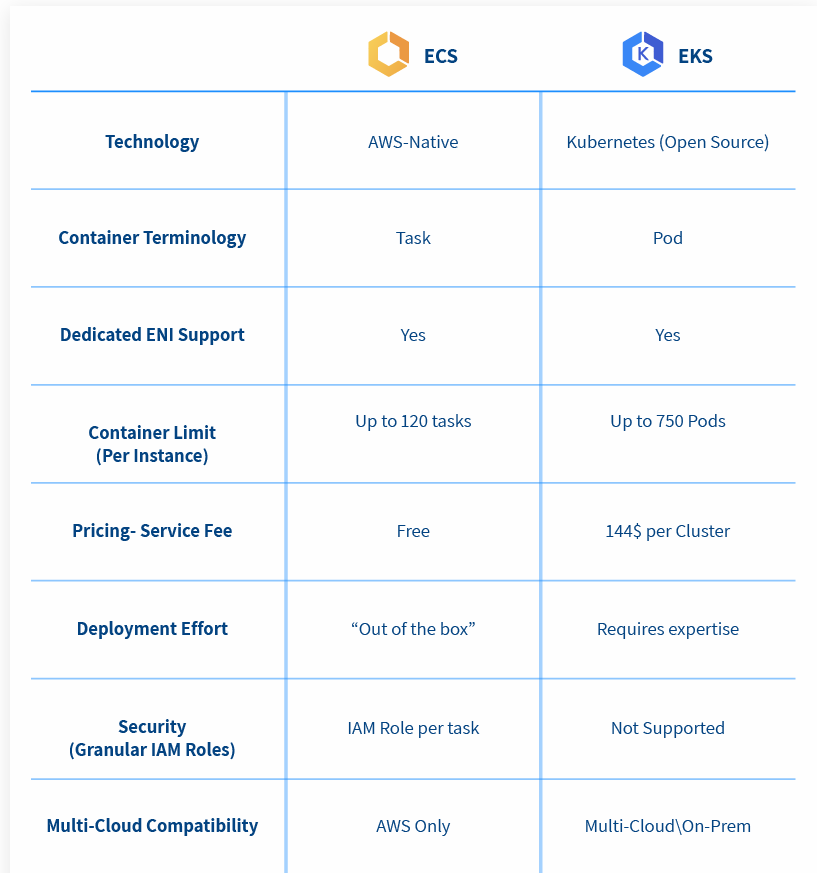 ECS
K
EKS
Technology
AWS-Native
Kubernetes (Open Source)
Container Terminology
Task
Pod
Dedicated ENI Support
Yes
Yes
Container Limit
(Per Instance)
Up to 120 tasks
Up to 750 Pods
Pricing- Service Fee
Free
144$ per Cluster
Deployment Effort
“Out of the box”
Requires expertise
Security
(Granular IAM Roles)
IAM Role per task
Not Supported
Multi-Cloud Compatibility
AWS Only
Multi-Cloud\On-Prem